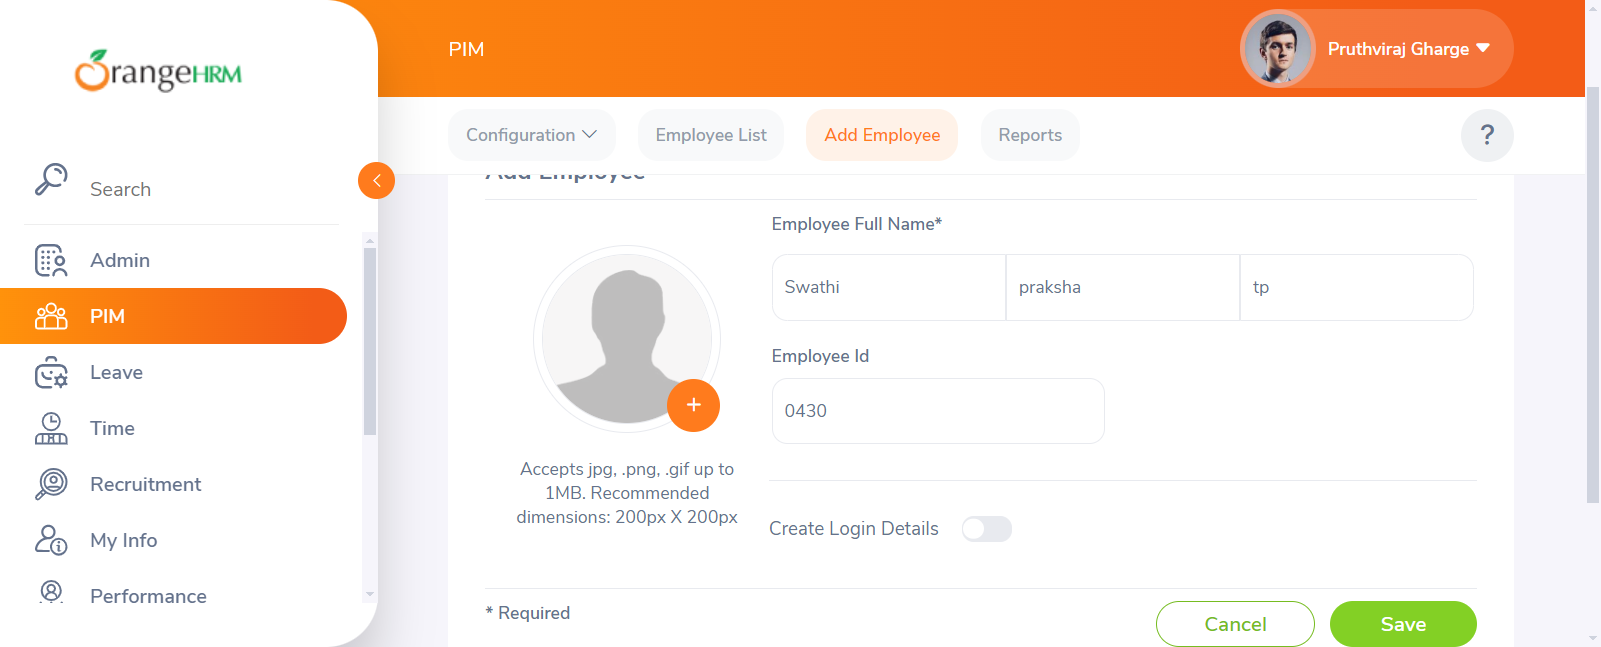 OrangeHRM
PIM
Pruthviraj Gharge
Configuration
Employee List
Add Employee
Reports
?
Search
Admin
PIM
Leave
Time
Recruitment
My Info
Performance
Add Employee
Employee Full Name*
Swathi
praksha
tp
Employee Id
0430
Accepts jpg, .png, .gif up to
1MB. Recommended
dimensions: 200px X 200px
Create Login Details
* Required
Cancel
Save